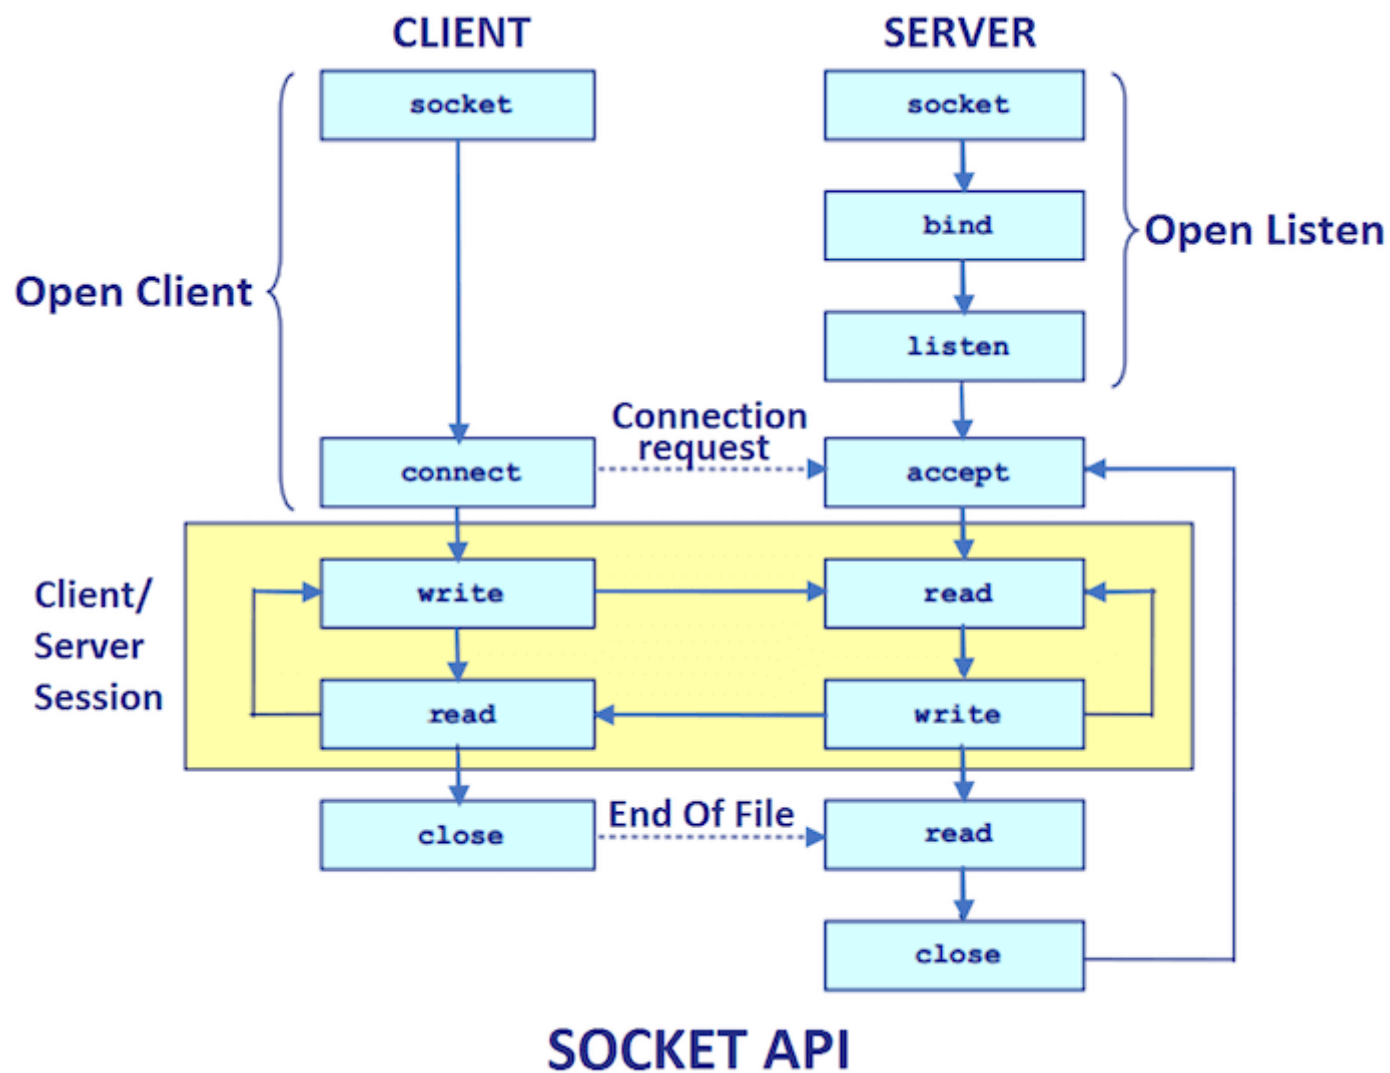 CLIENT
SERVER
socket
socket
bind
Open Listen
Open Client
listen
Connection
request
connect
accept
Client/
Server
Session
write
read
read
write
close
End Of File
read
close
SOCKET API